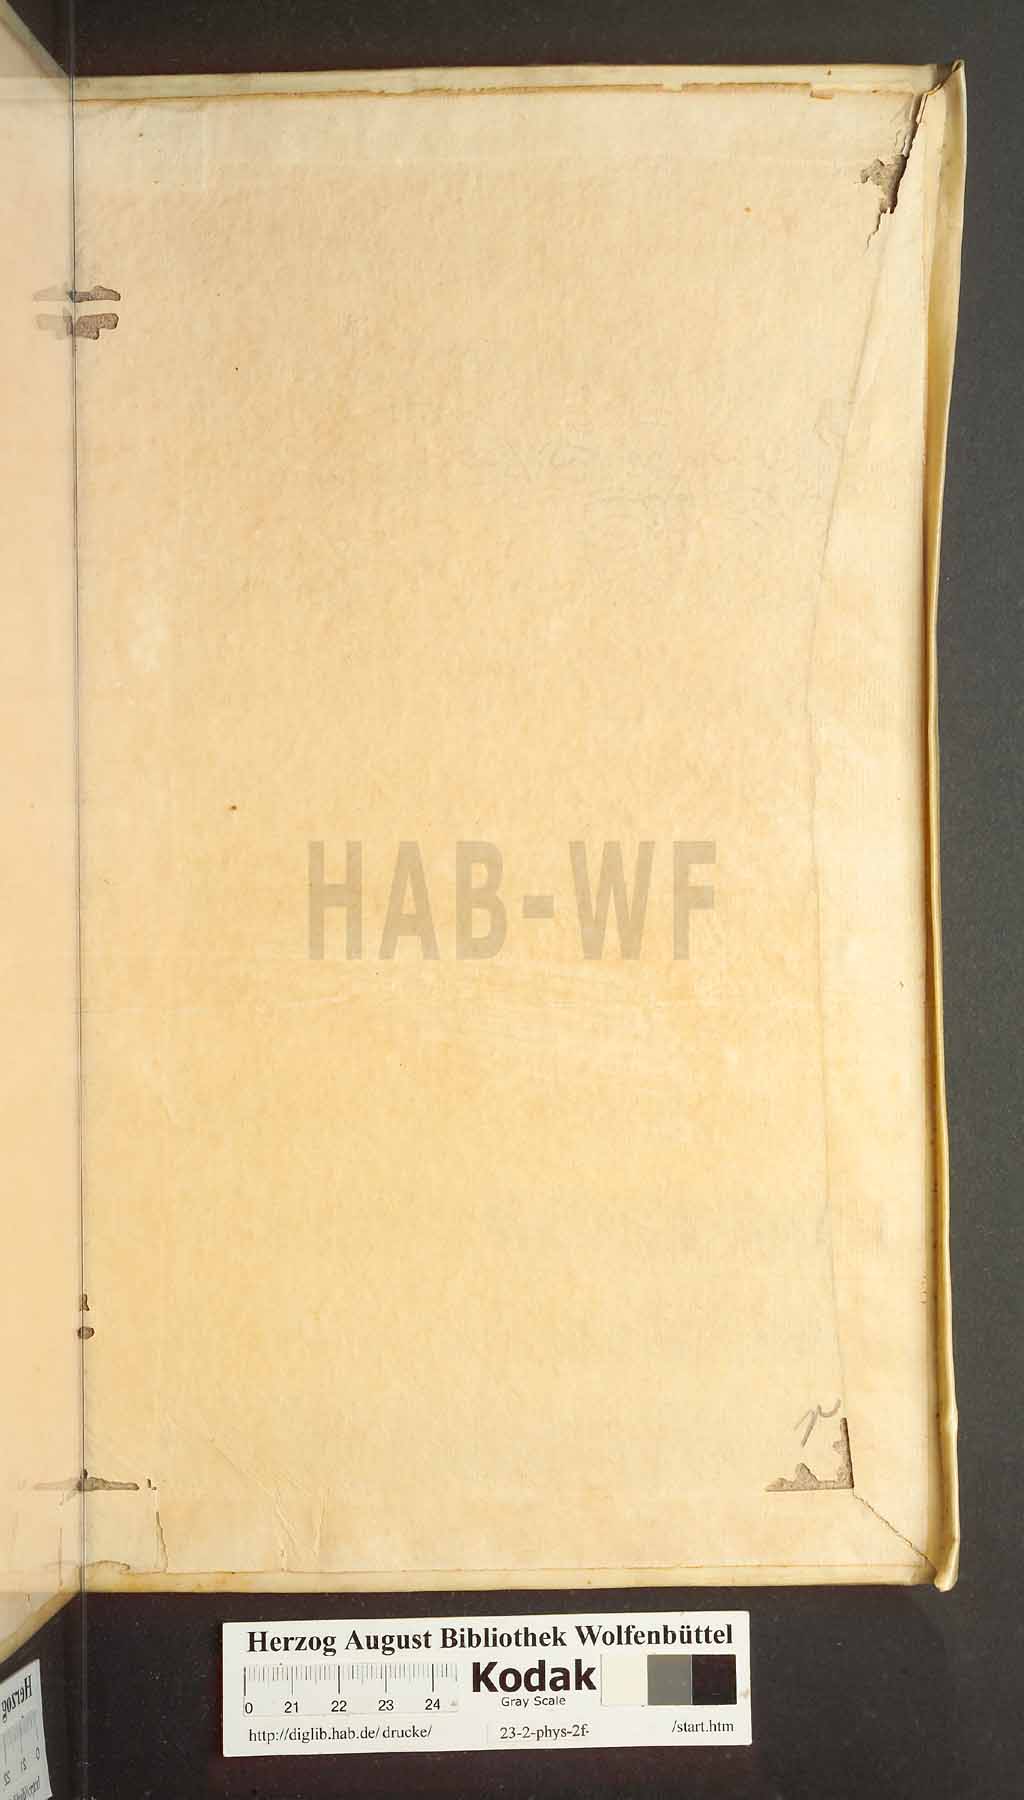 HAB-WF
r
Herzog August Bibliothek Wolfenbüttel
0 21 22 23 24
Kodak
Gray Scale
http://diglib.hab.de/drucke/ 23-2-phys-2f- /start.htm